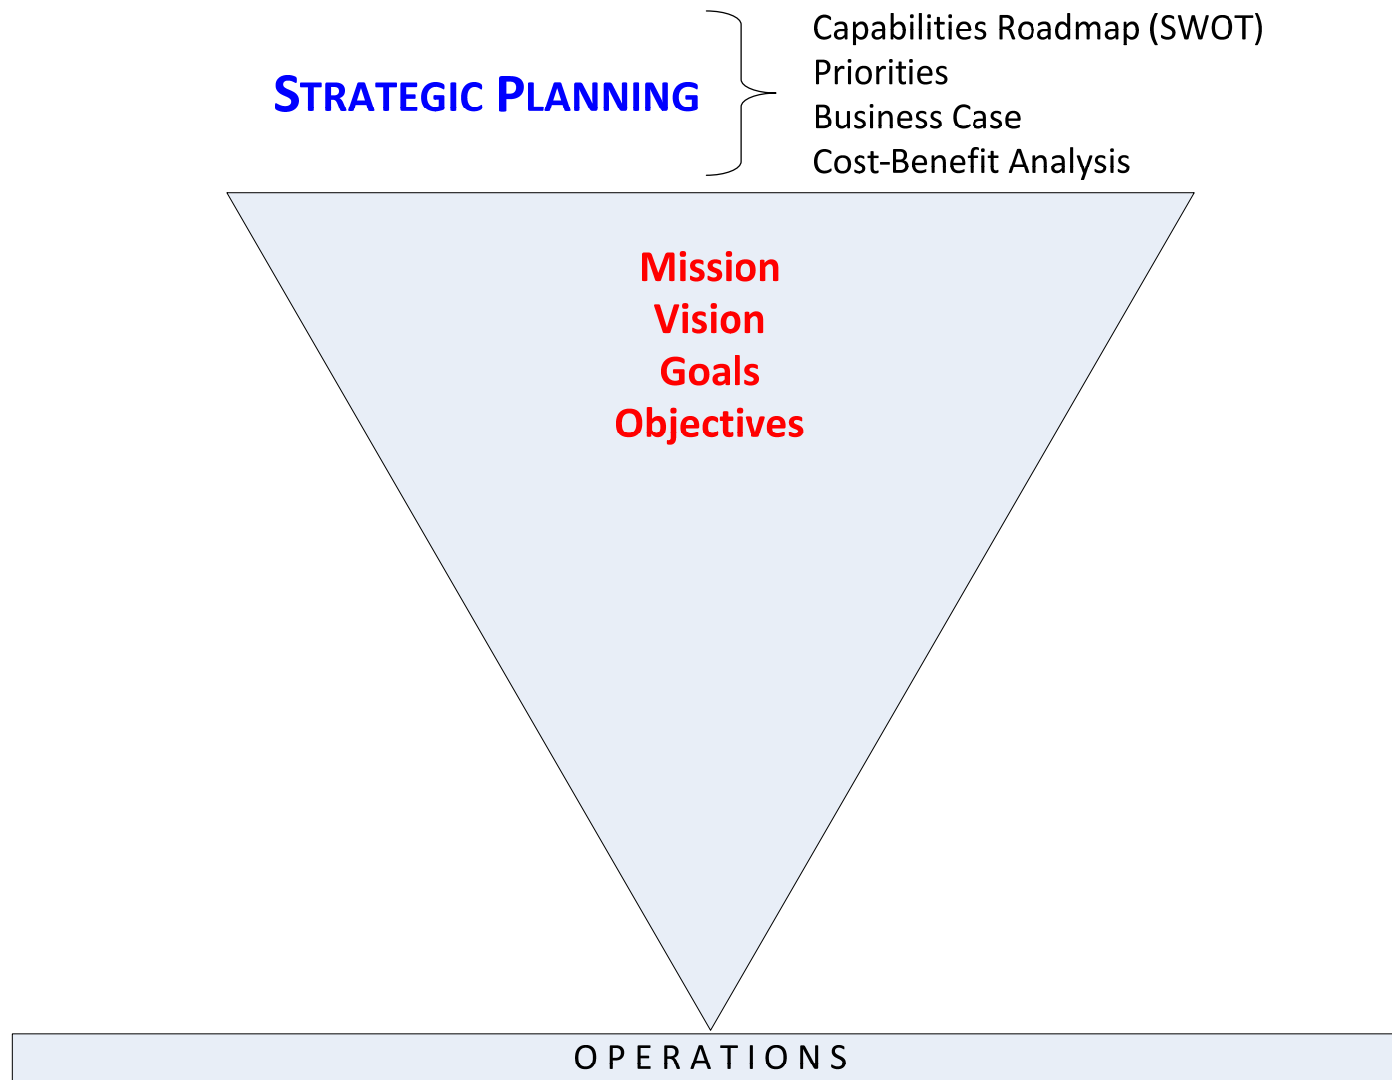 STRATEGIC PLANNING
Capabilities Roadmap (SWOT)
Priorities
Business Case
Cost-Benefit Analysis
Mission
Vision
Goals
Objectives
OPERATIONS